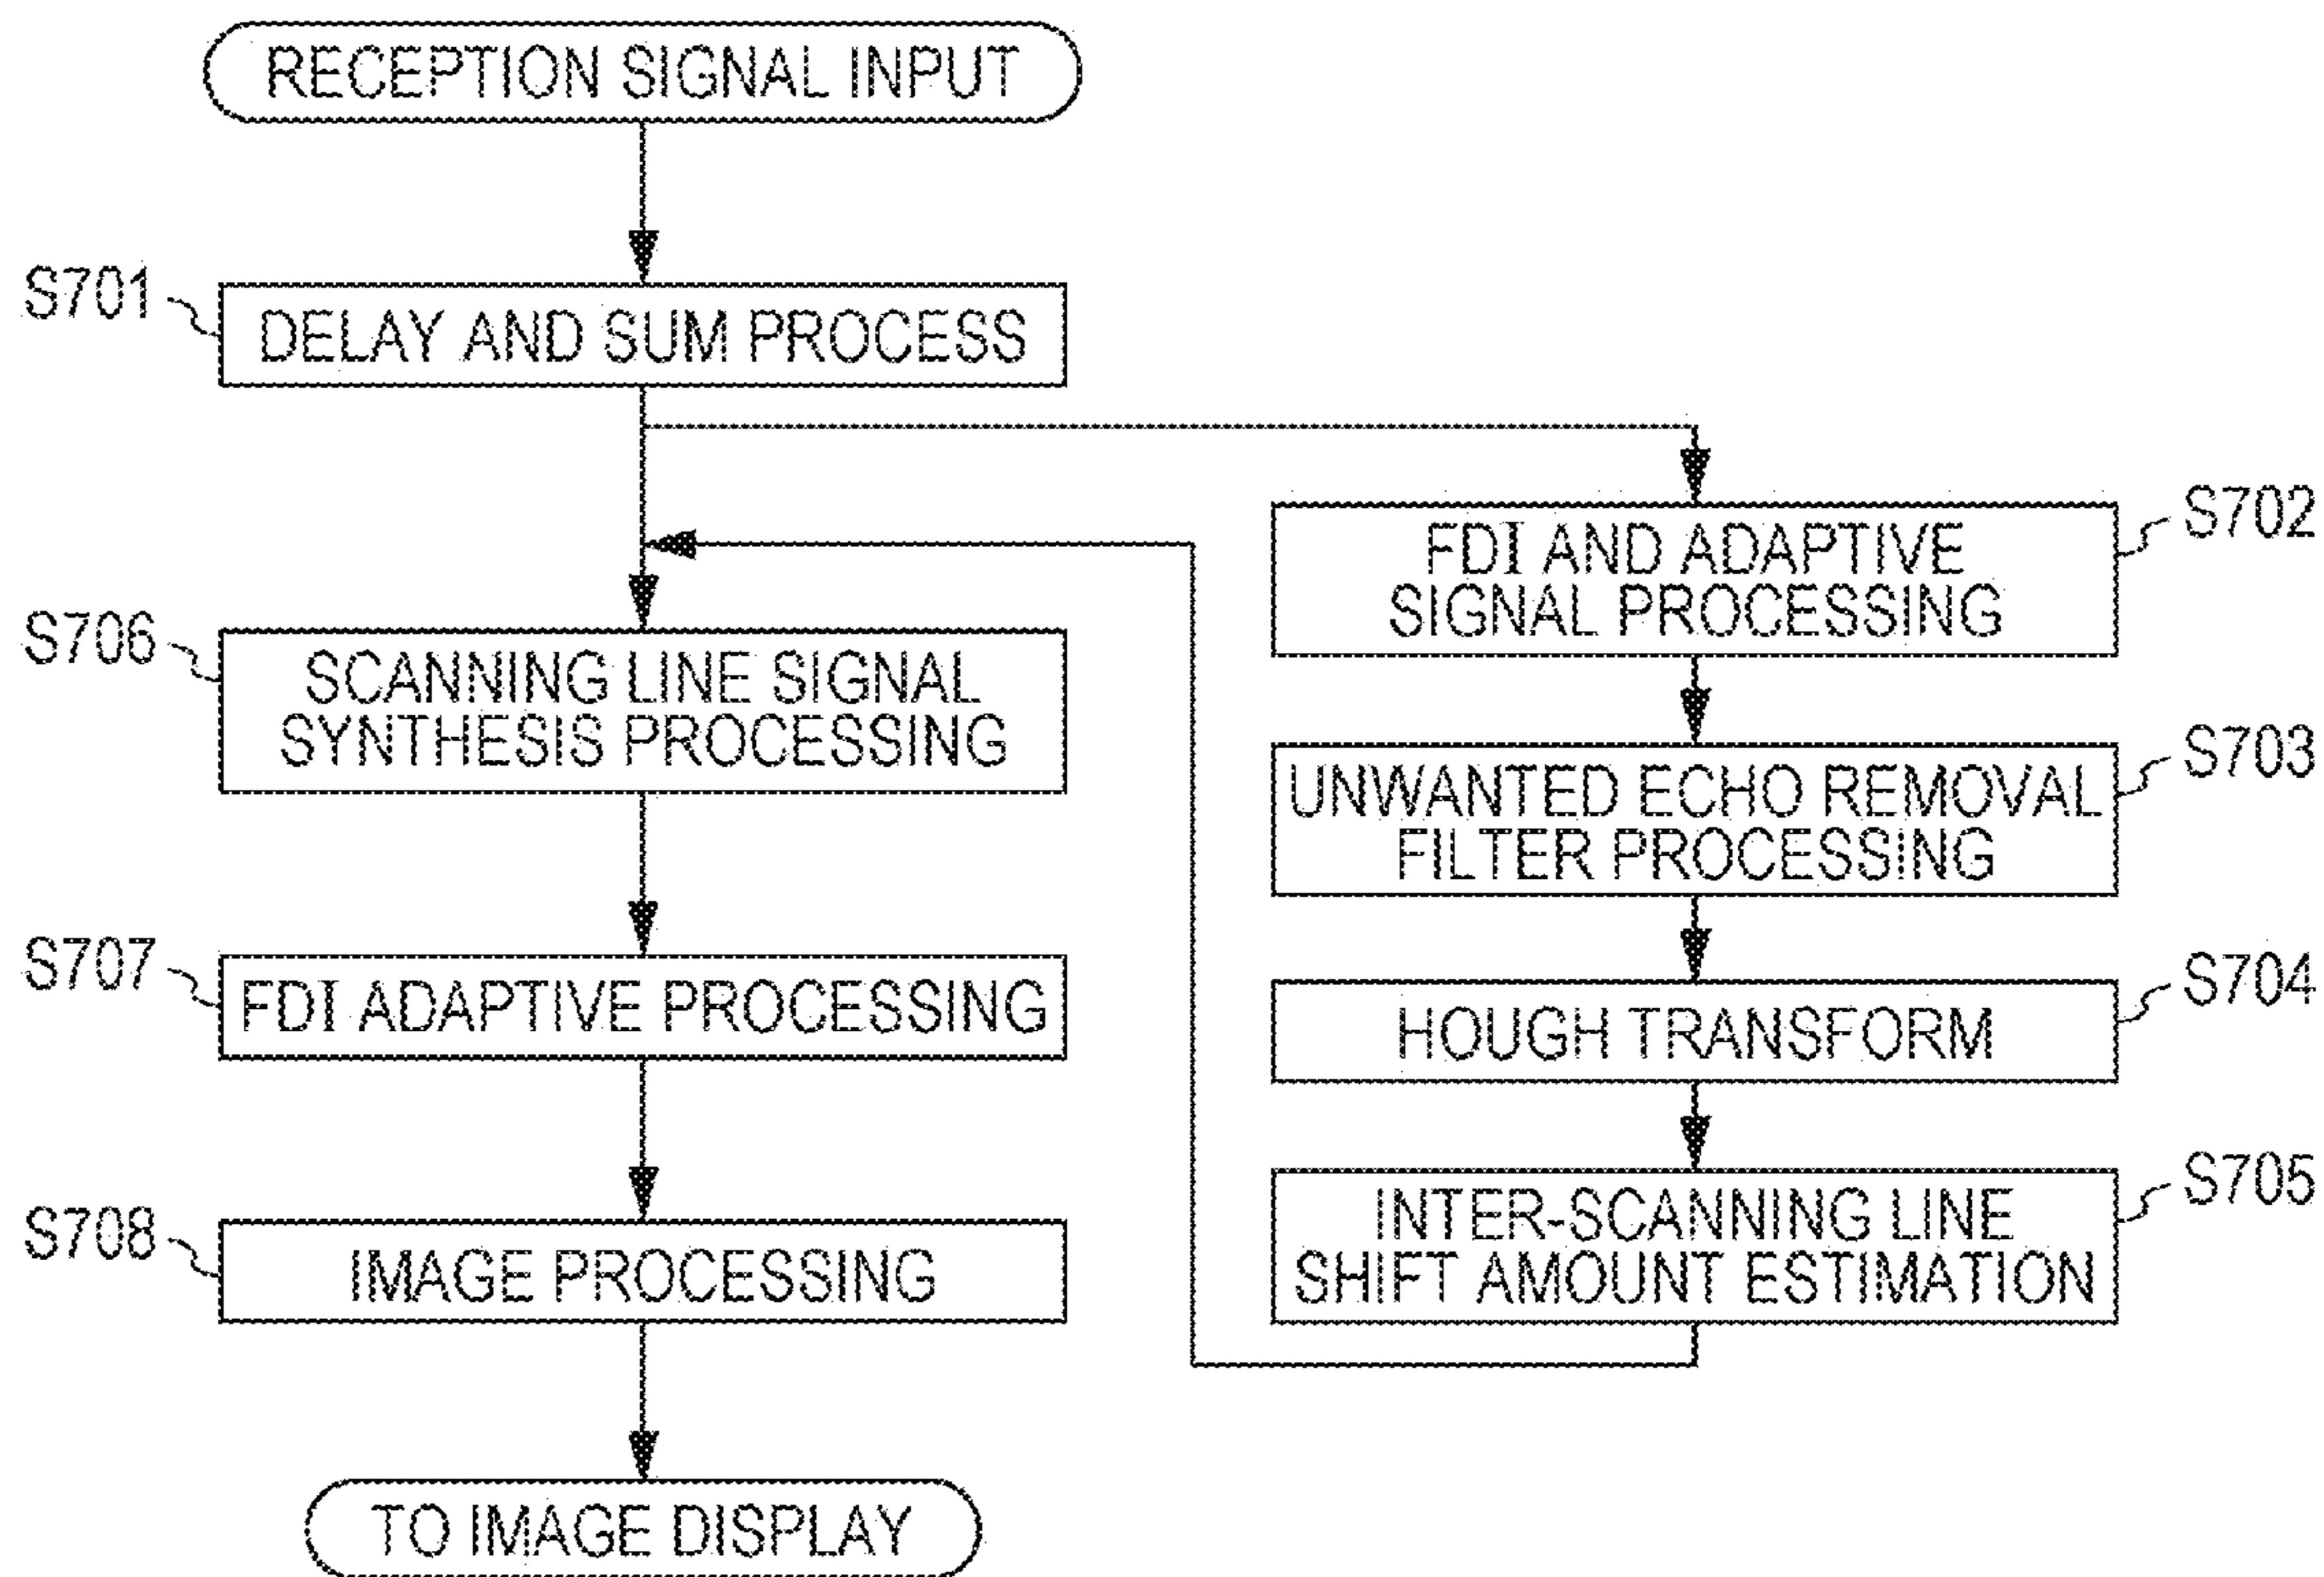 RECEPTION SIGNAL INPUT
S701
DELAY AND SUM PROCESS
S702
FDI AND ADAPTIVE
SIGNAL PROCESSING
S703
UNWANTED ECHO REMOVAL
FILTER PROCESSING
S704
HOUGH TRANSFORM
S705
INTER-SCANNING LINE
SHIFT AMOUNT ESTIMATION
S706
SCANNING LINE SIGNAL
SYNTHESIS PROCESSING
S707
FDI ADAPTIVE PROCESSING
S708
IMAGE PROCESSING
TO IMAGE DISPLAY